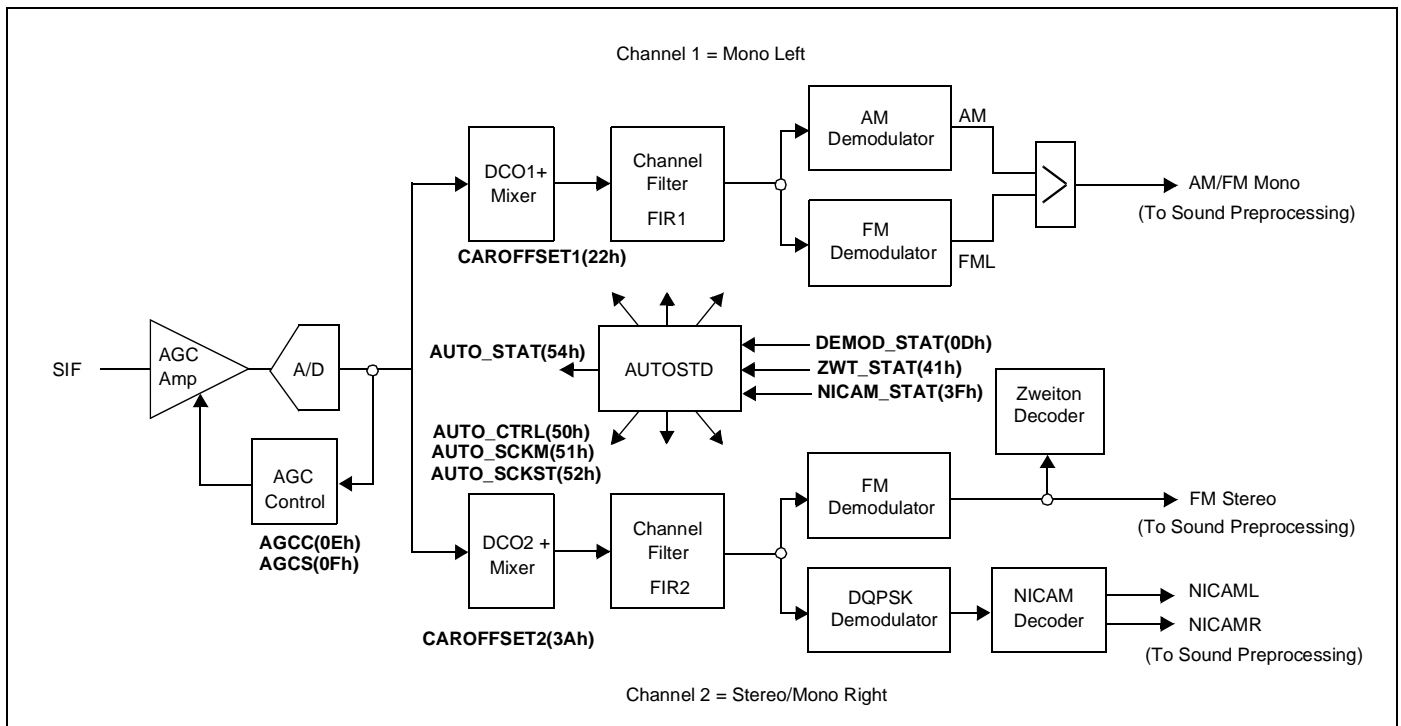 Channel 1 = Mono Left
DCO1+
Mixer
CAROFFSET1(22h)
Channel
Filter
FIR1
AM
Demodulator
AM
FM
Demodulator
FML
AM/FM Mono
(To Sound Preprocessing)
SIF
AGC
Amp
A/D
AGC
Control
AGCC(0Eh)
AGCS(0Fh)
AUTO_STAT(54h)
AUTOSTD
DEMOD_STAT(0Dh)
ZWT_STAT(41h)
NICAM_STAT(3Fh)
AUTO_CTRL(50h)
AUTO_SCKM(51h)
AUTO_SCKST(52h)
DCO2 +
Mixer
CAROFFSET2(3Ah)
Channel
Filter
FIR2
FM
Demodulator
Zweiton
Decoder
FM Stereo
(To Sound Preprocessing)
DQPSK
Demodulator
NICAM
Decoder
NICAML
NICAMR
(To Sound Preprocessing)
Channel 2 = Stereo/Mono Right